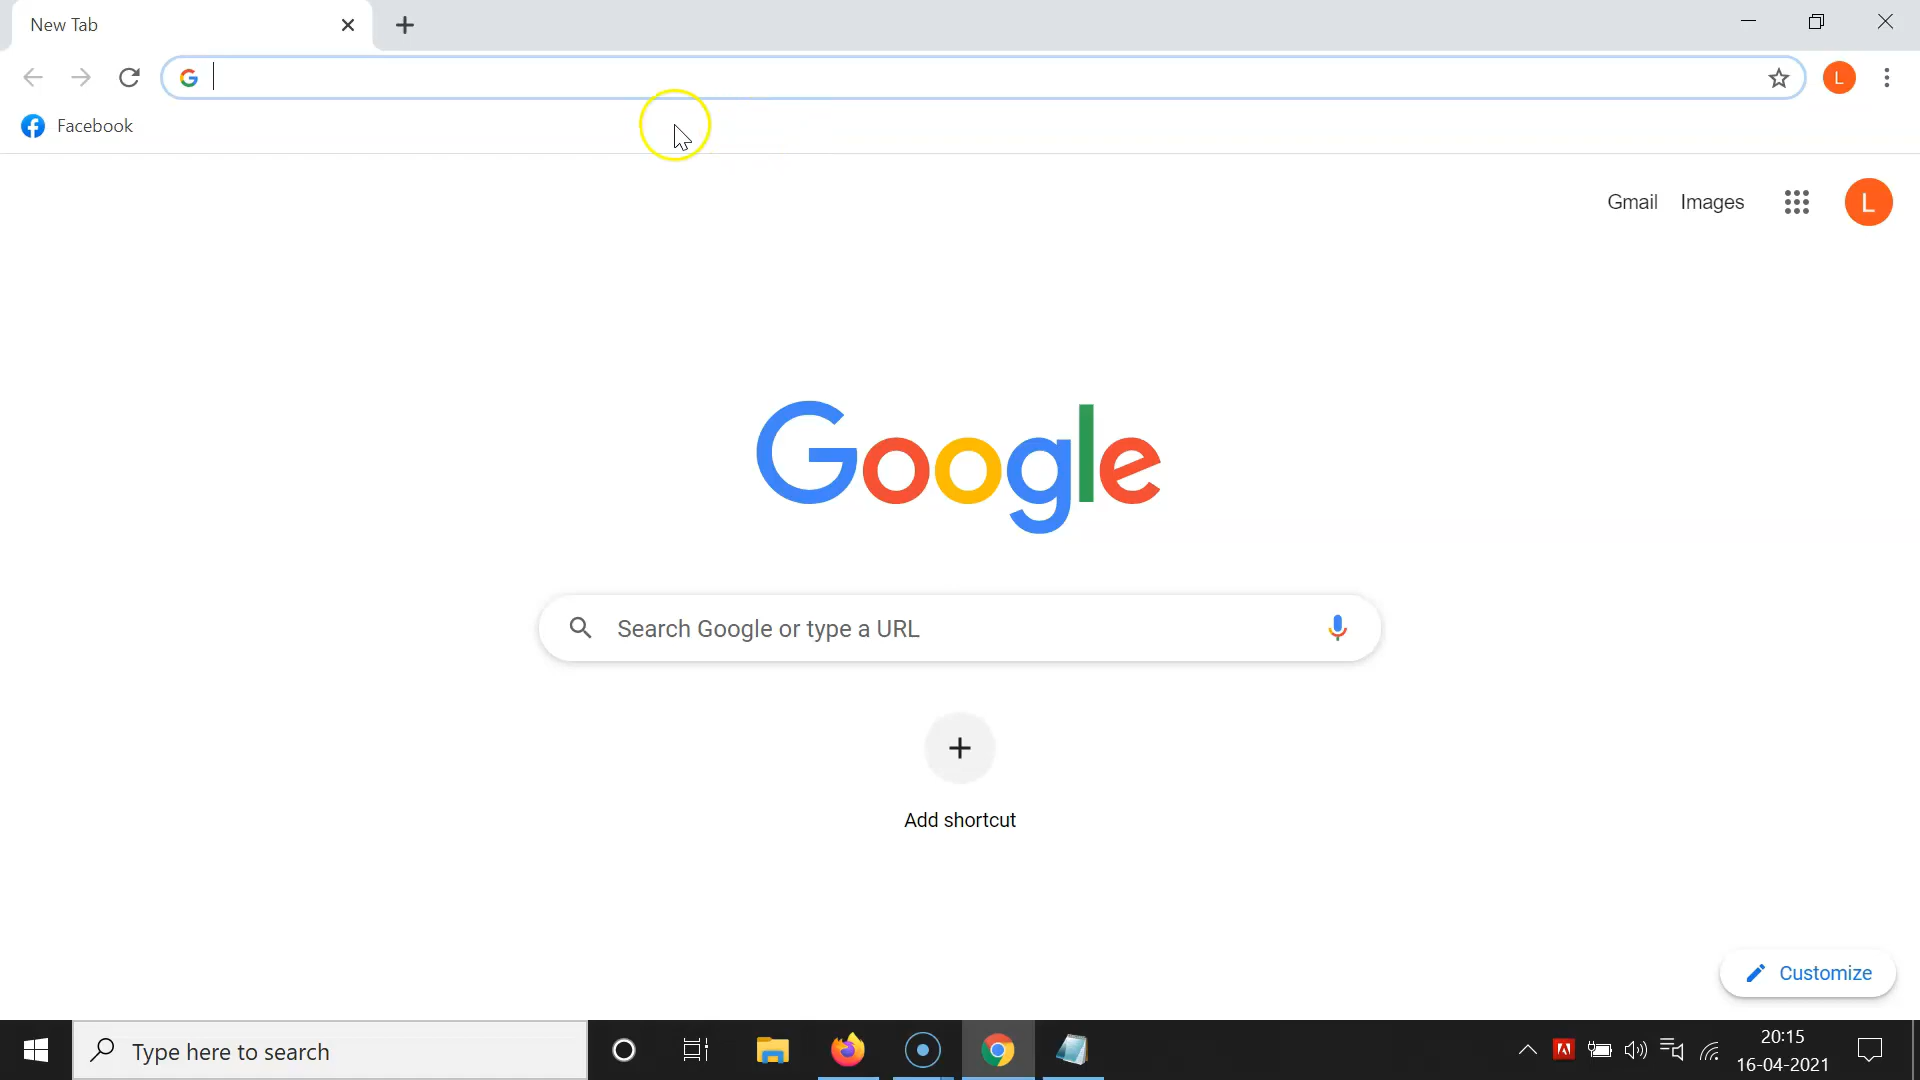 New Tab
Facebook
Gmail Images
L
L
Google
Search Google or type a URL
Add shortcut
Customize
Type here to search
20:15
16-04-2021